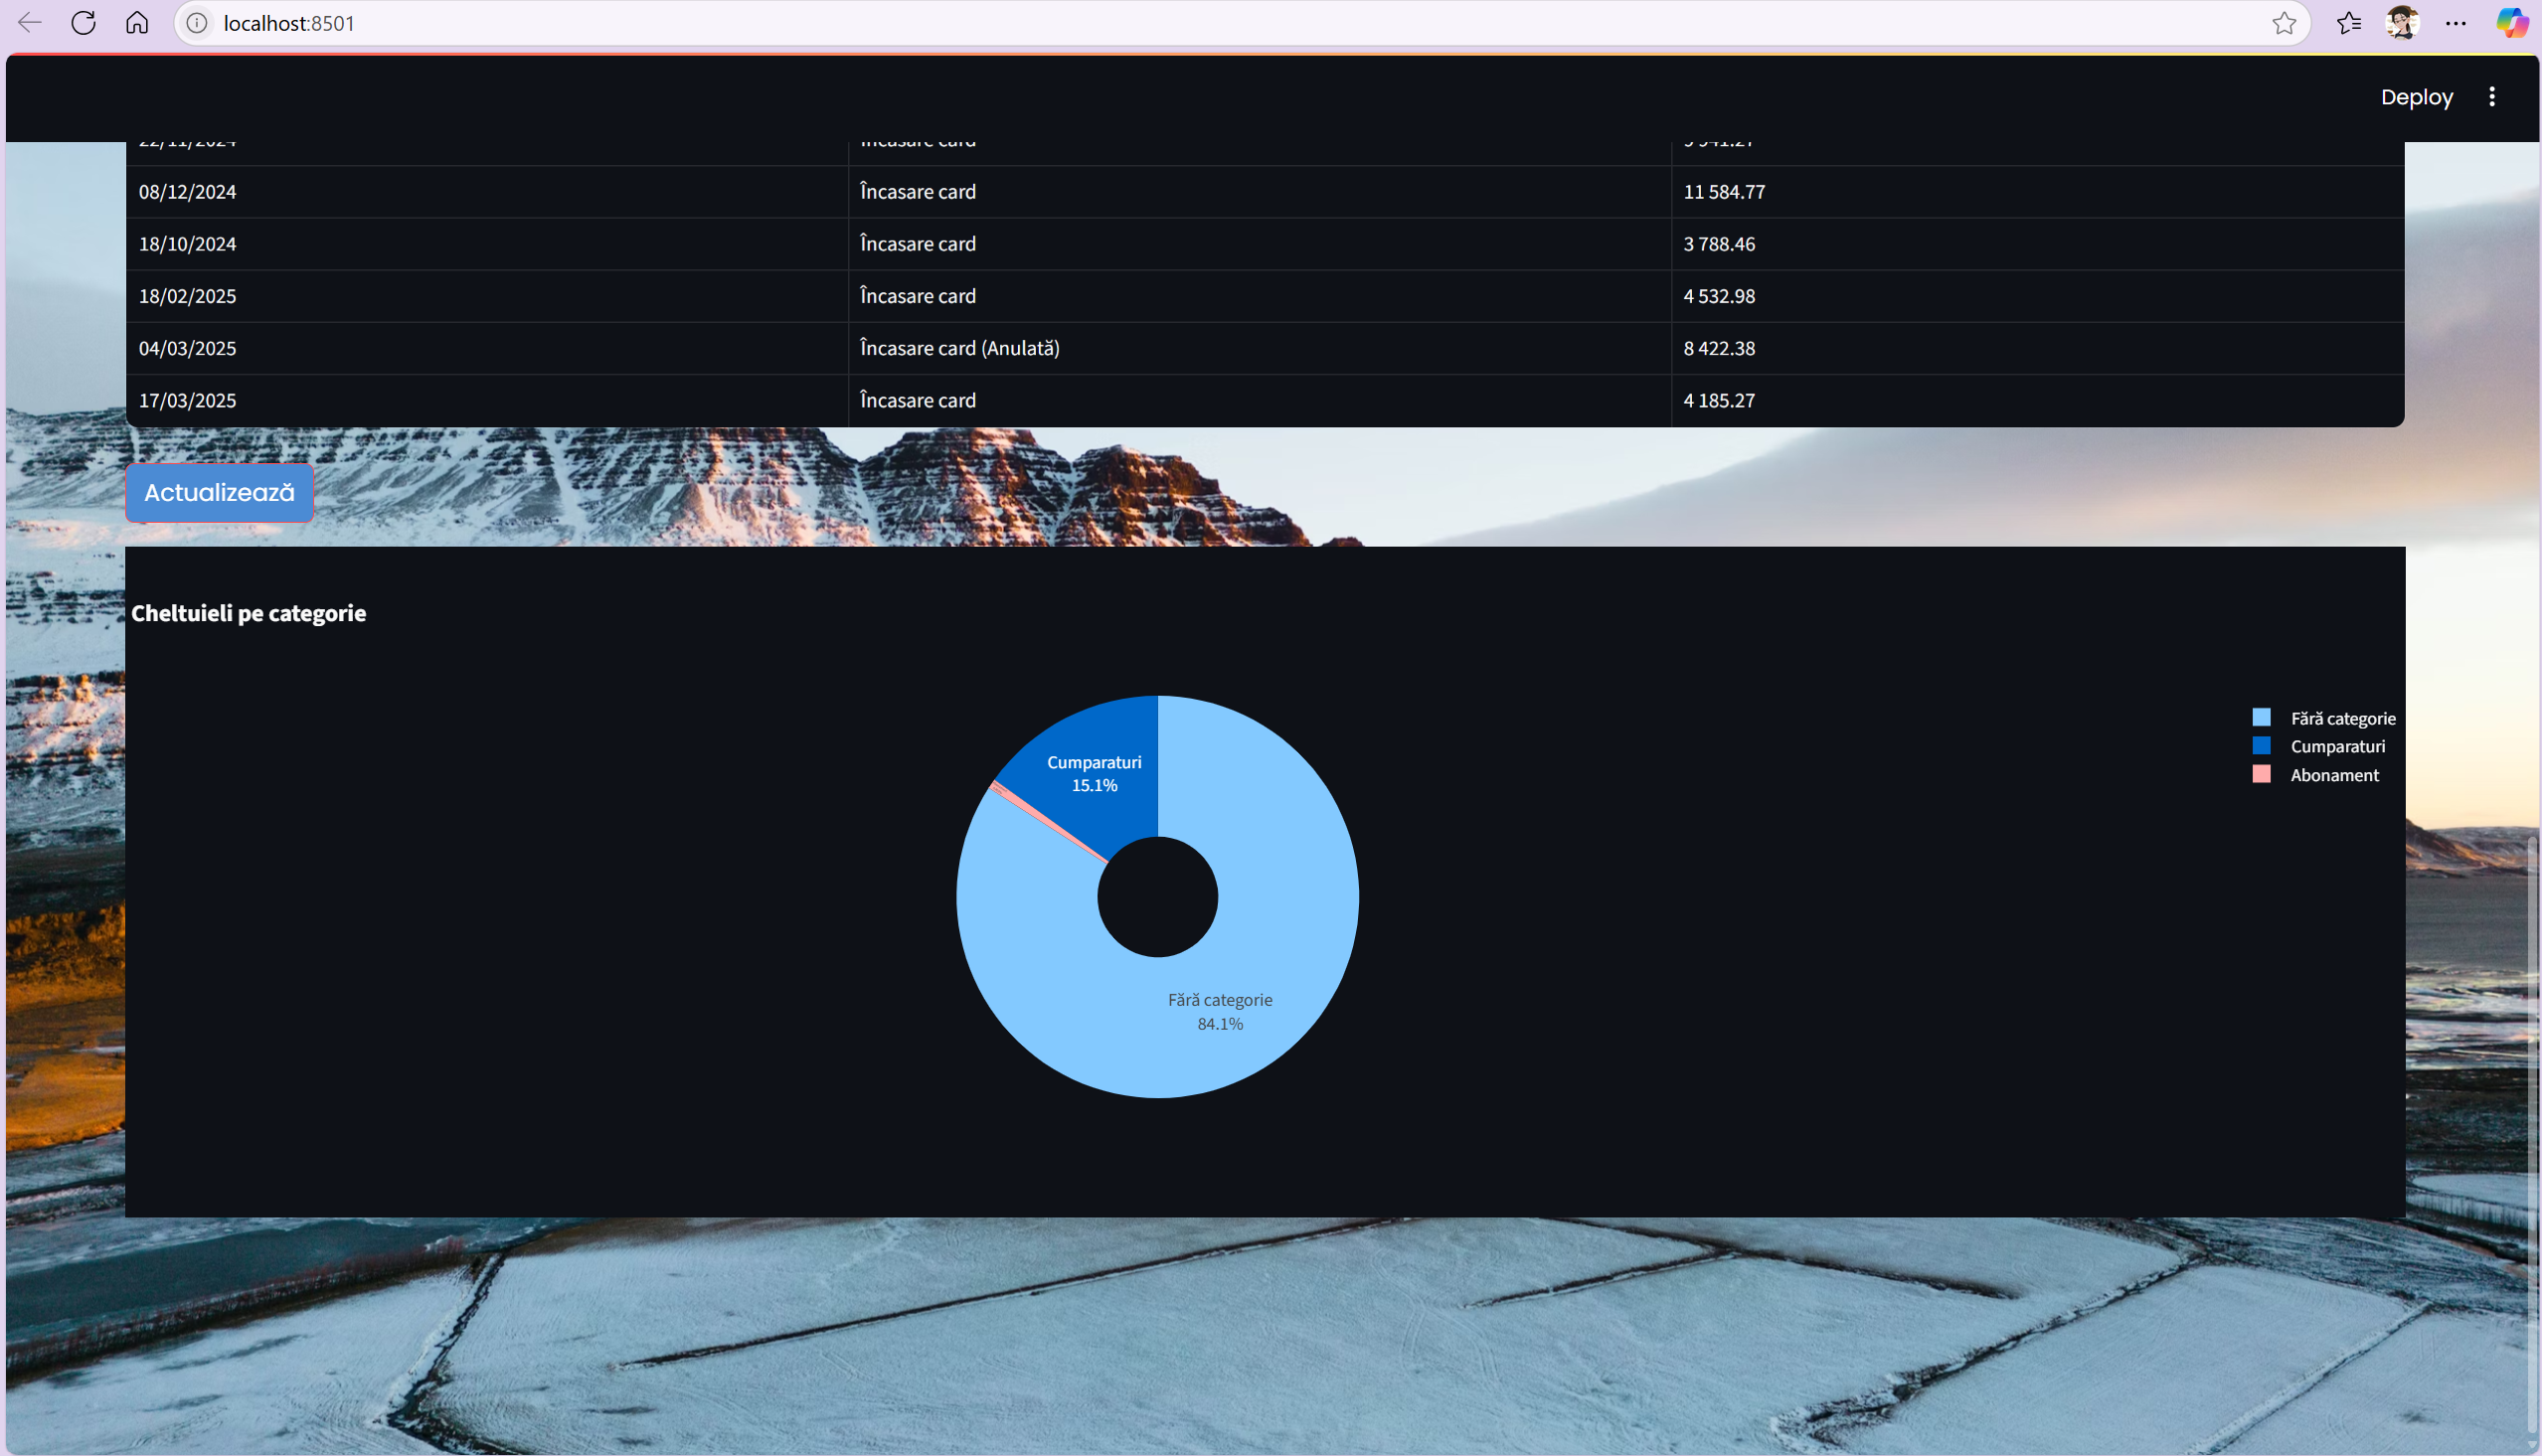 localhost:8501
Deploy
08/12/2024 Încasare card 11 584.77
18/10/2024 Încasare card 3 788.46
18/02/2025 Încasare card 4 532.98
04/03/2025 Încasare card (Anulată) 8 422.38
17/03/2025 Încasare card 4 185.27
Actualizează
Cheltuieli pe categorie
Cumparaturi
15.1%
Fără categorie
84.1%
Fără categorie
Cumparaturi
Abonament